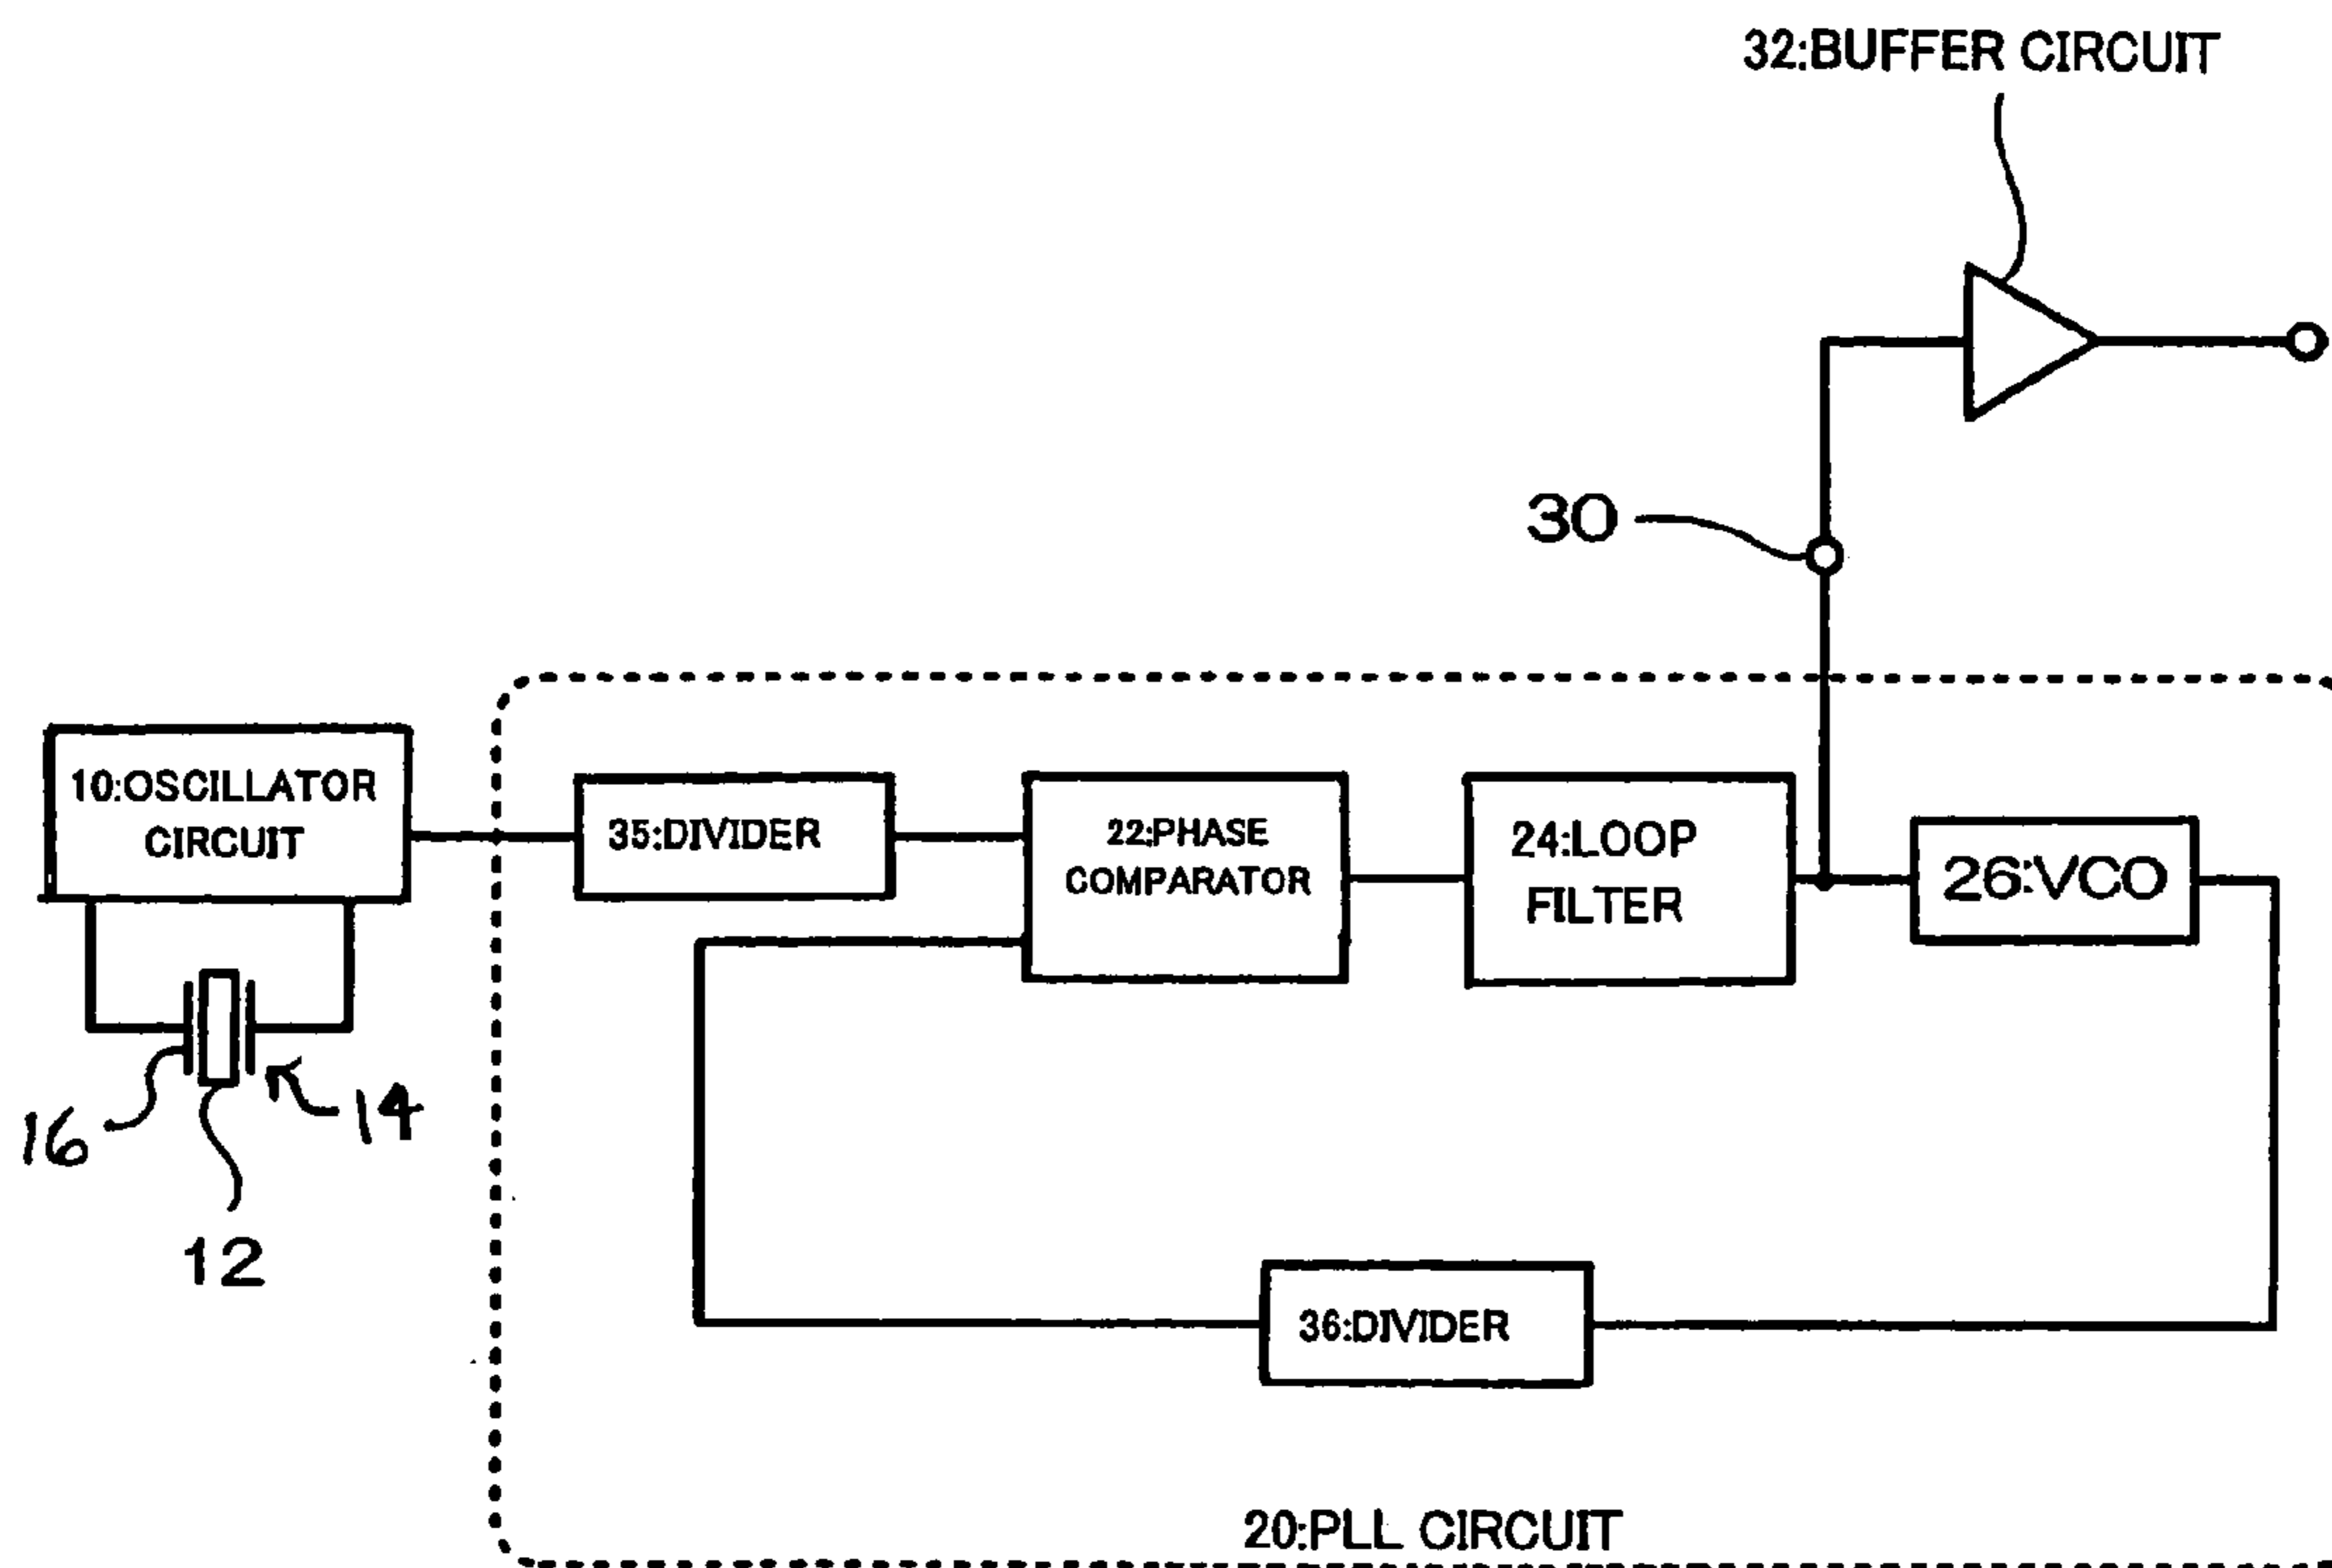 32:BUFFER CIRCUIT
30
10:OSCILLATOR
CIRCUIT
35:DIVIDER
22:PHASE
COMPARATOR
24:LOOP
FILTER
26:VCO
16
14
12
36:DIVIDER
20:PLL CIRCUIT